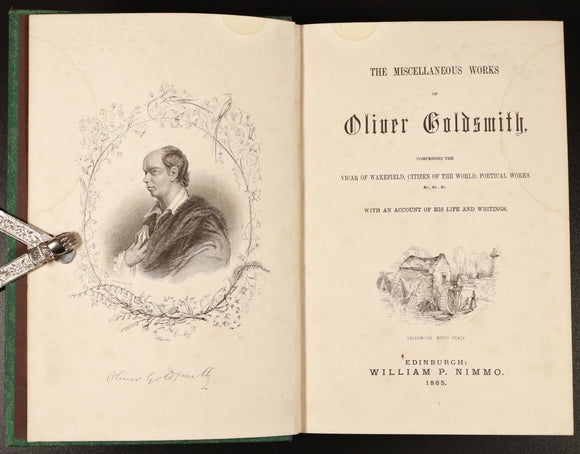 Oliver Goldsmith
THE MISCELLANEOUS WORKS
OF
Oliver Goldsmith,
COMPRISING THE
VICAR OF WAKEFIELD, CITIZEN OF THE WORLD, POETICAL WORKS
&c., &c. &c.
WITH AN ACCOUNT OF HIS LIFE AND WRITINGS.
GOLDSMITHS BIRTH PLACE
EDINBURGH:
WILLIAM P. NIMMO.
1865.